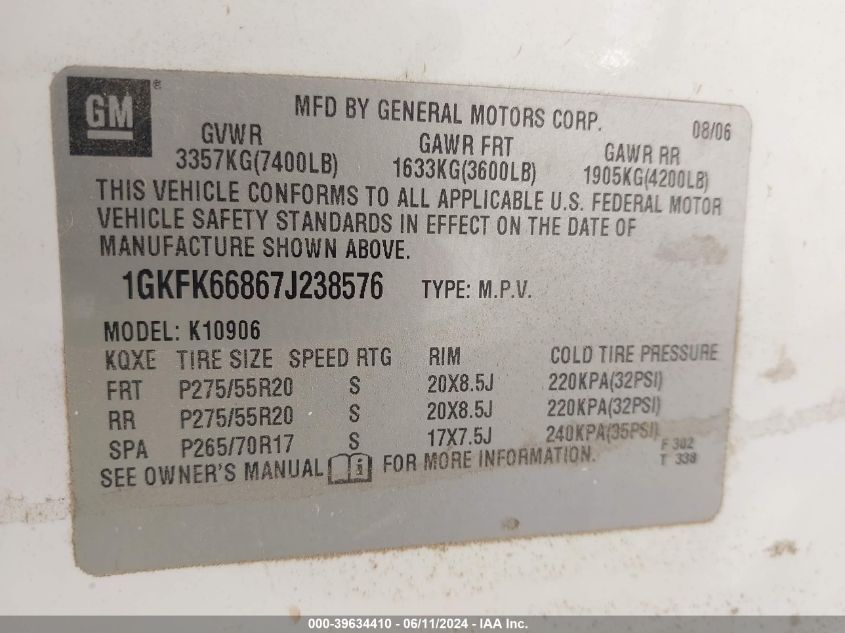 GM ®
MFD BY GENERAL MOTORS CORP. 08/06
GVWR GAWR FRT GAWR RR
3357KG(7400LB) 1633KG(3600LB) 1905KG(4200LB)
THIS VEHICLE CONFORMS TO ALL APPLICABLE U.S. FEDERAL MOTOR
VEHICLE SAFETY STANDARDS IN EFFECT ON THE DATE OF
MANUFACTURE SHOWN ABOVE.
1GKFK66867J238576 TYPE: M.P.V.
MODEL: K10906
KQXE TIRE SIZE SPEED RTG RIM COLD TIRE PRESSURE
FRT P275/55R20 S 20X8.5J 220KPA(32PSI)
RR P275/55R20 S 20X8.5J 220KPA(32PSI)
SPA P265/70R17 S 17X7.5J 240KPA(35PSI) F 302
SEE OWNER'S MANUAL i FOR MORE INFORMATION. T 338
000-39634410 - 06/11/2024 - IAA Inc.